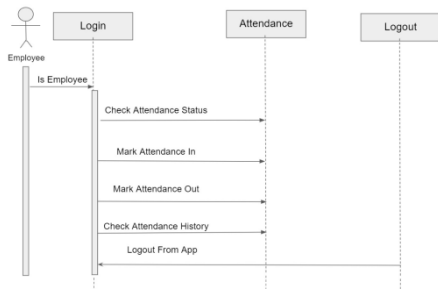 Login
Attendance
Logout
Employee
Is Employee
Check Attendance Status
Mark Attendance In
Mark Attendance Out
Check Attendance History
Logout From App